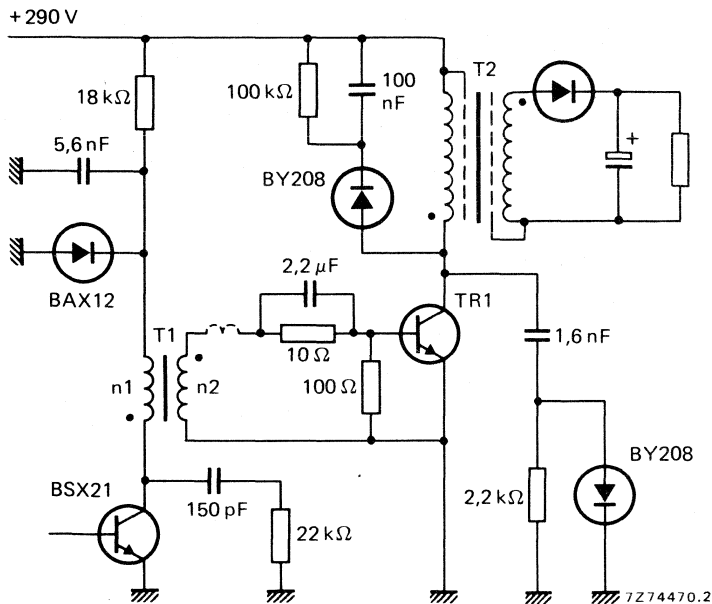 +290 V
18 kΩ
100 kΩ
100
nF
T2
5,6 nF
+
BY208
BAX12
2,2 µF
TR1
T1
10 Ω
1,6 nF
n1
n2
100 Ω
BSX21
BY208
150 pF
2,2 kΩ
22 kΩ
7Z74470.2